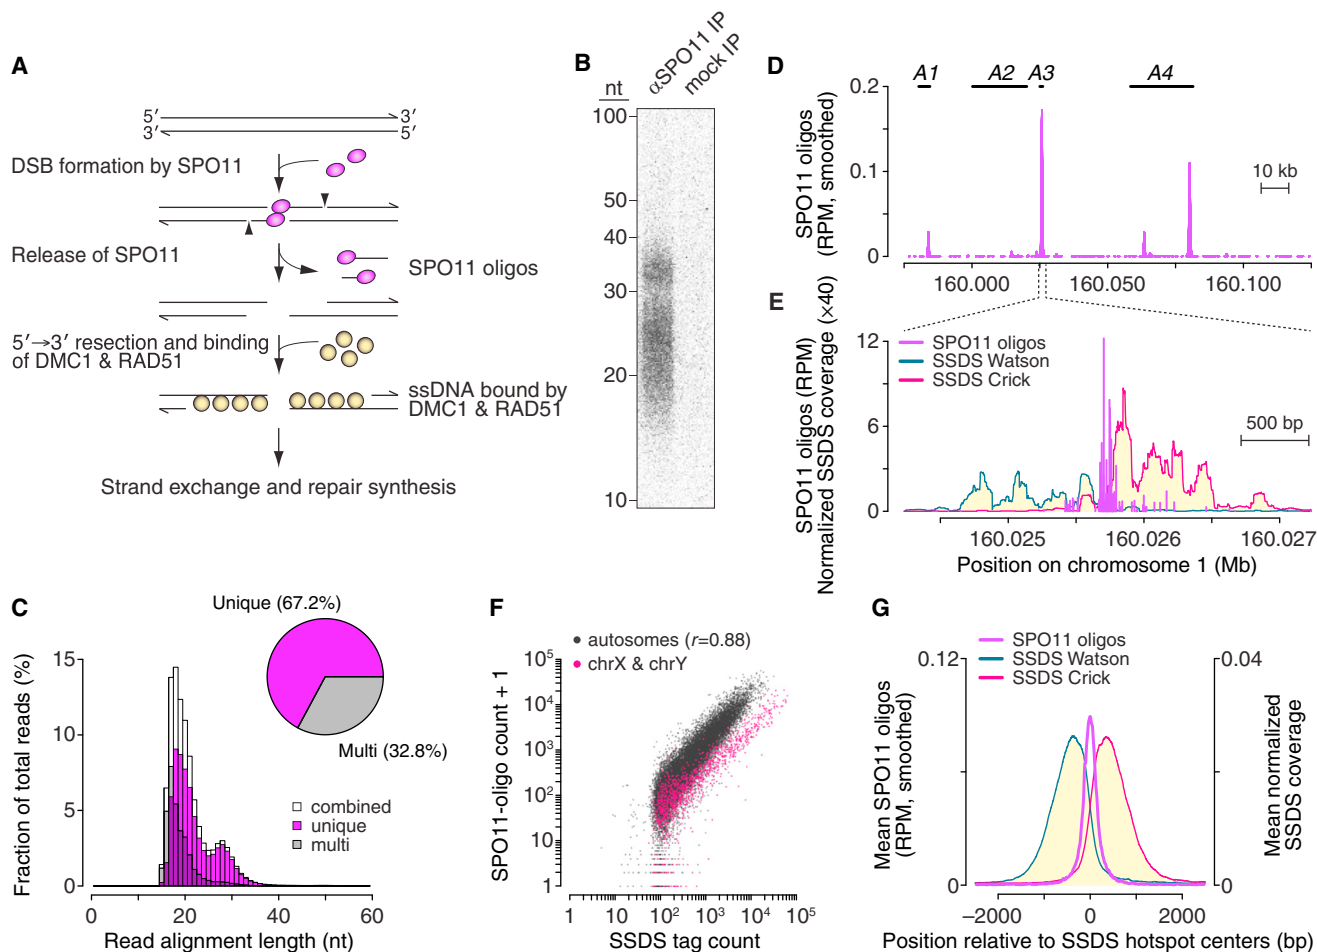 A
5′
3′
3′
5′
DSB formation by SPO11
Release of SPO11
SPO11 oligos
5′→3′ resection and binding
of DMC1 & RAD51
ssDNA bound by
DMC1 & RAD51
Strand exchange and repair synthesis
B
αSPO11 IP
mock IP
nt
100
50
40
30
20
10
C
Unique (67.2%)
Multi (32.8%)
Fraction of total reads (%)
15
10
5
0
combined
unique
multi
0
20
40
60
Read alignment length (nt)
D
A1
A2
A3
A4
SPO11 oligos
(RPM, smoothed)
0.2
0.1
0
10 kb
160.000
160.050
160.100
E
SPO11 oligos (RPM)
Normalized SSDS coverage (×40)
12
6
0
SPO11 oligos
SSDS Watson
SSDS Crick
500 bp
160.025
160.026
160.027
Position on chromosome 1 (Mb)
F
autosomes (r=0.88)
chrX & chrY
SPO11-oligo count + 1
10⁵
10⁴
10³
10²
10
1
1
10
10²
10³
10⁴
10⁵
SSDS tag count
G
SPO11 oligos
SSDS Watson
SSDS Crick
Mean SPO11 oligos
(RPM, smoothed)
0.12
0
0.04
0
Mean normalized
SSDS coverage
−2000
0
2000
Position relative to SSDS hotspot centers (bp)